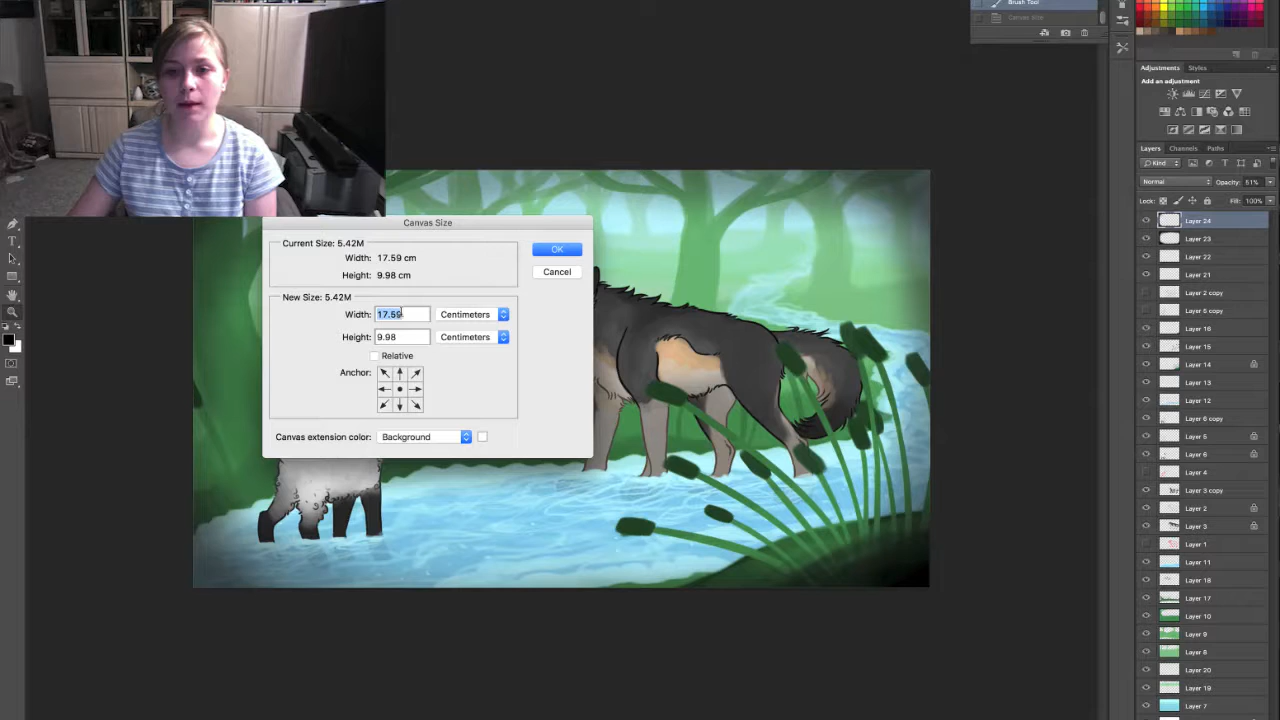 Brush Tool
Canvas Size
Adjustments Styles
Add an adjustment
Layers Channels Paths
Kind
Normal Opacity: 51%
Lock: Fill: 100%
Layer 24
Layer 23
Layer 22
Layer 21
Layer 2 copy
Layer 5 copy
Layer 16
Layer 15
Layer 14
Layer 13
Layer 12
Layer 6 copy
Layer 5
Layer 6
Layer 4
Layer 3 copy
Layer 2
Layer 3
Layer 1
Layer 11
Layer 18
Layer 17
Layer 10
Layer 9
Layer 8
Layer 20
Layer 19
Layer 7
Canvas Size
Current Size: 5.42M
Width: 17.59 cm
Height: 9.98 cm
OK
Cancel
New Size: 5.42M
Width: 17.59 Centimeters
Height: 9.98 Centimeters
Relative
Anchor:
Canvas extension color: Background
T